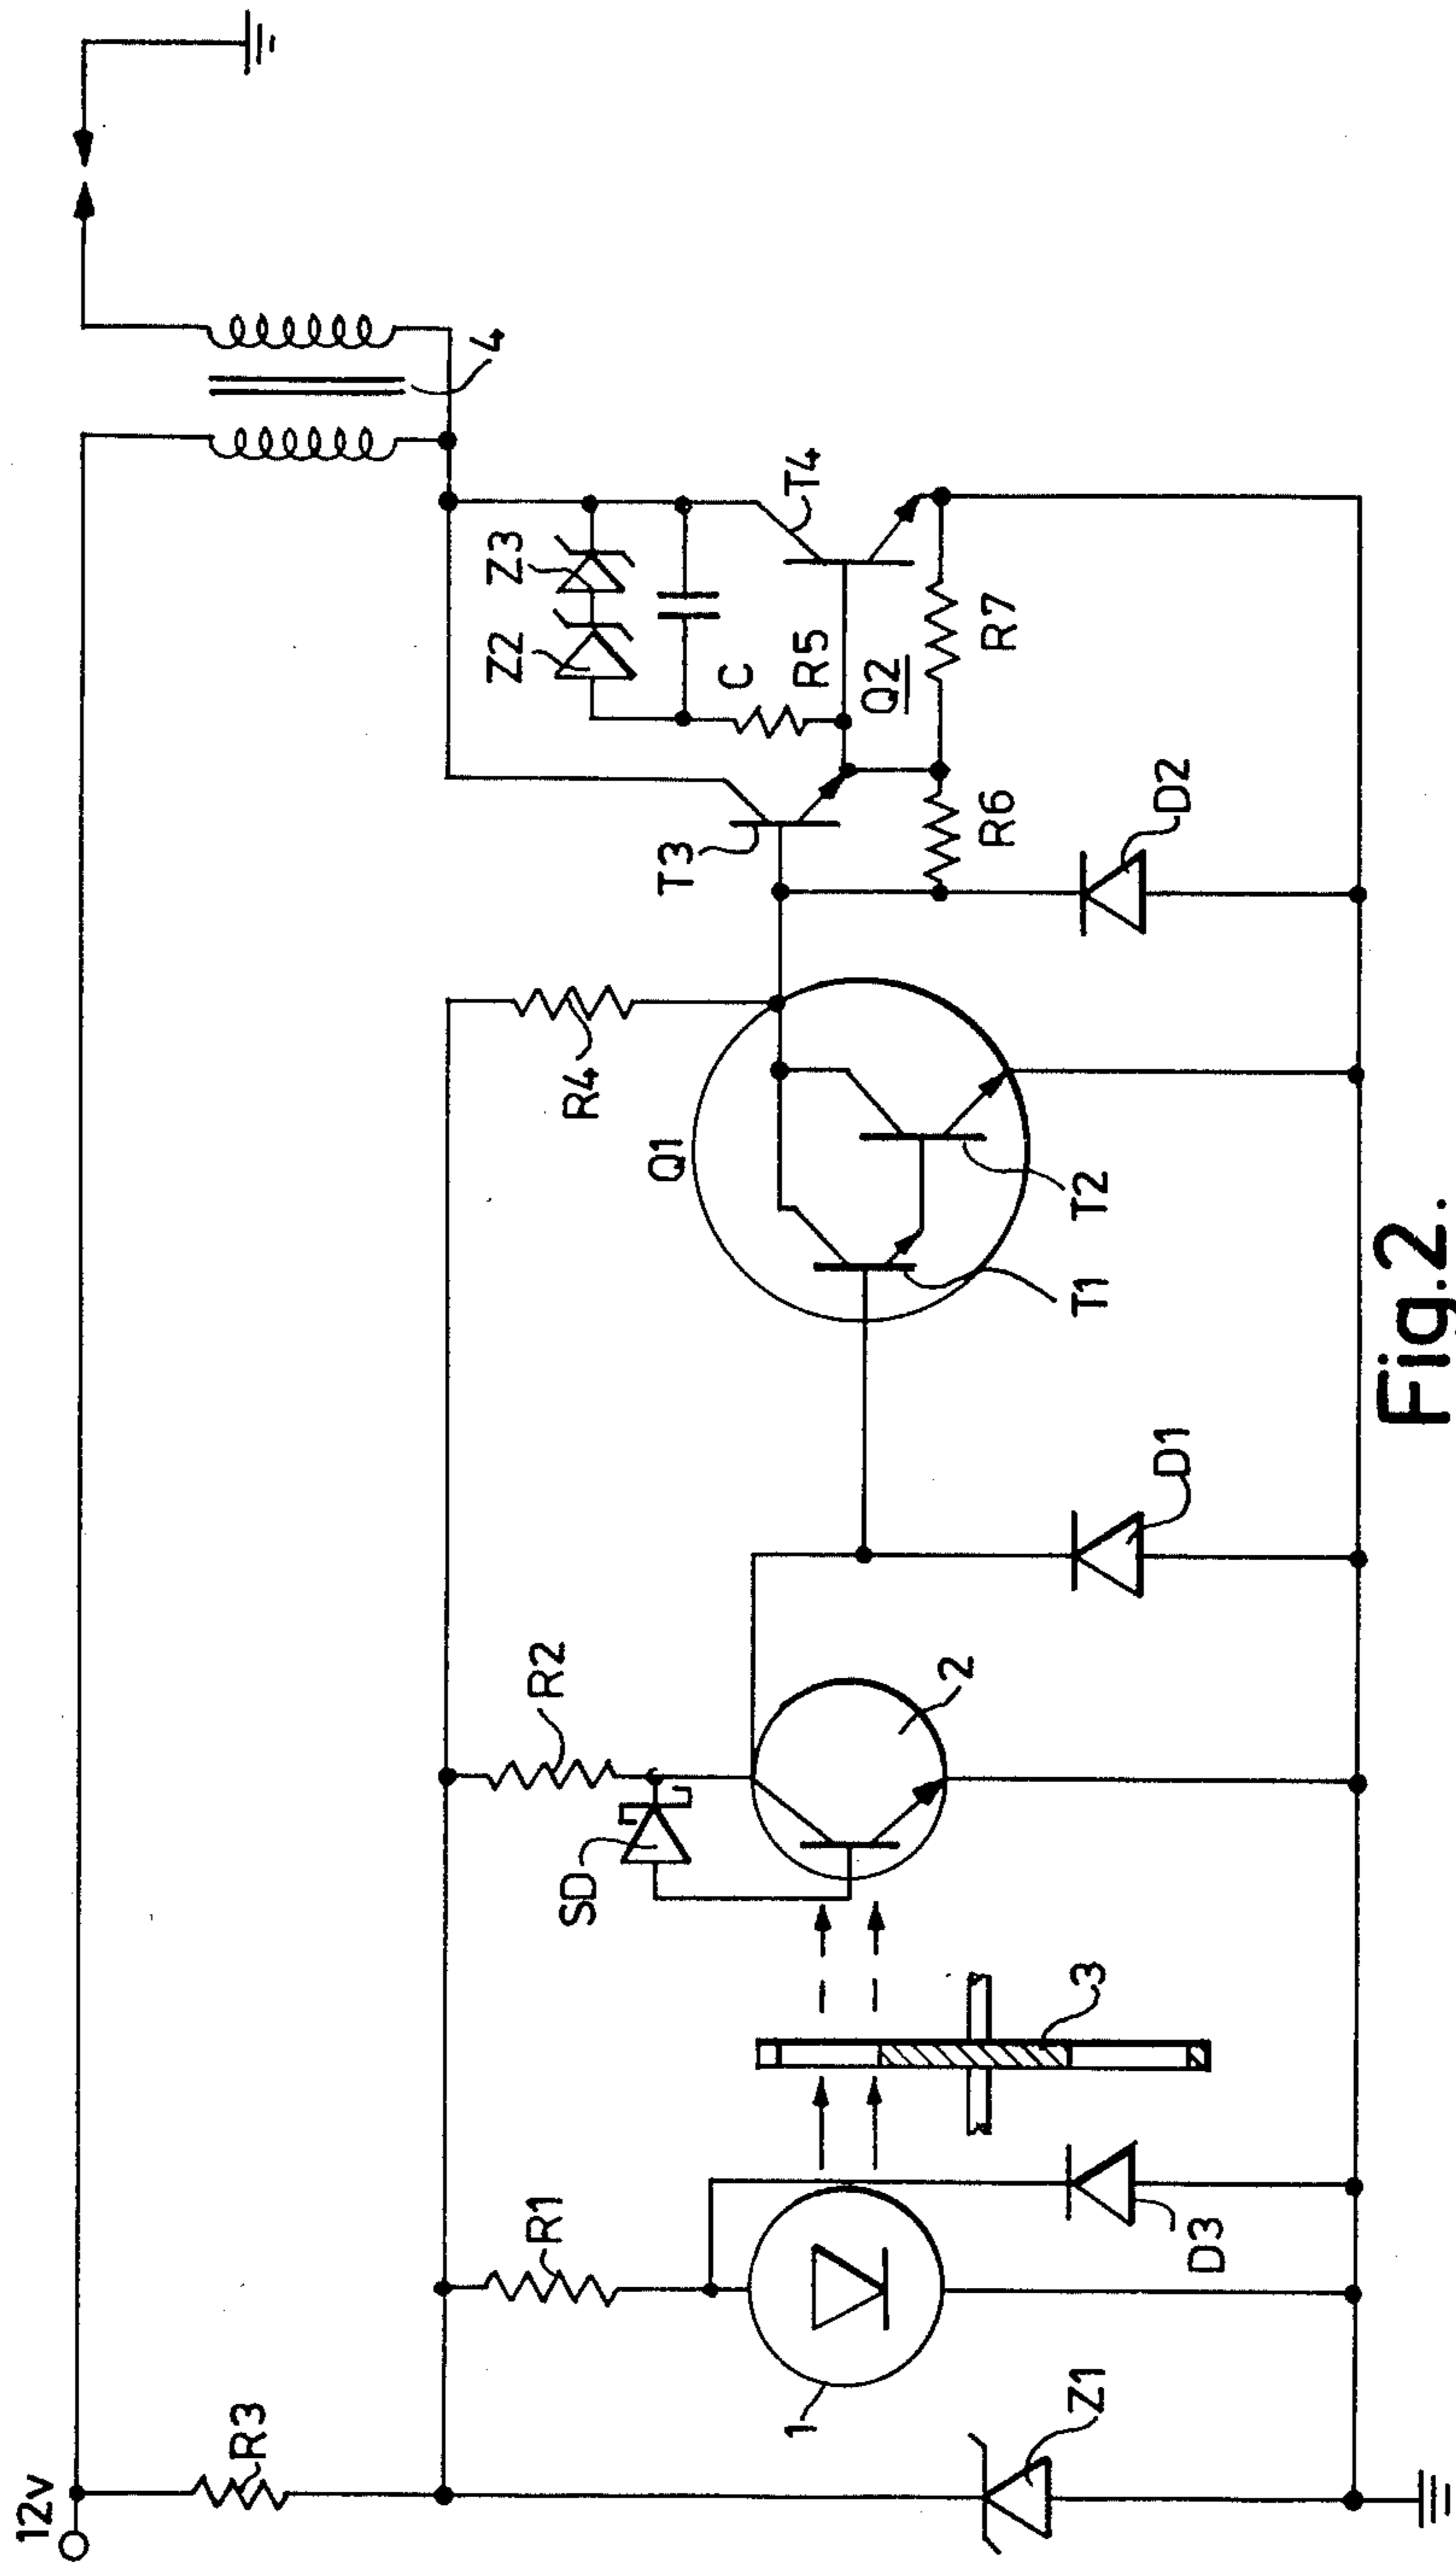 12v
R3
R1
R2
R4
Z2
Z3
4
SD
Q1
T3
C
R5
T4
1
2
Q2
Z1
D3
3
D1
T1
T2
R6
R7
D2
Fig.2.